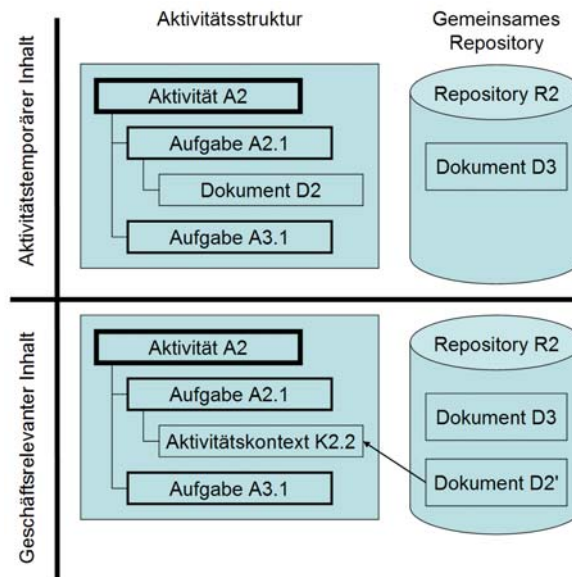 Aktivitätsstruktur
Gemeinsames
Repository
Aktivitätstemporärer Inhalt
Aktivität A2
Aufgabe A2.1
Dokument D2
Aufgabe A3.1
Repository R2
Dokument D3
Geschäftsrelevanter Inhalt
Aktivität A2
Aufgabe A2.1
Aktivitätskontext K2.2
Aufgabe A3.1
Repository R2
Dokument D3
Dokument D2'